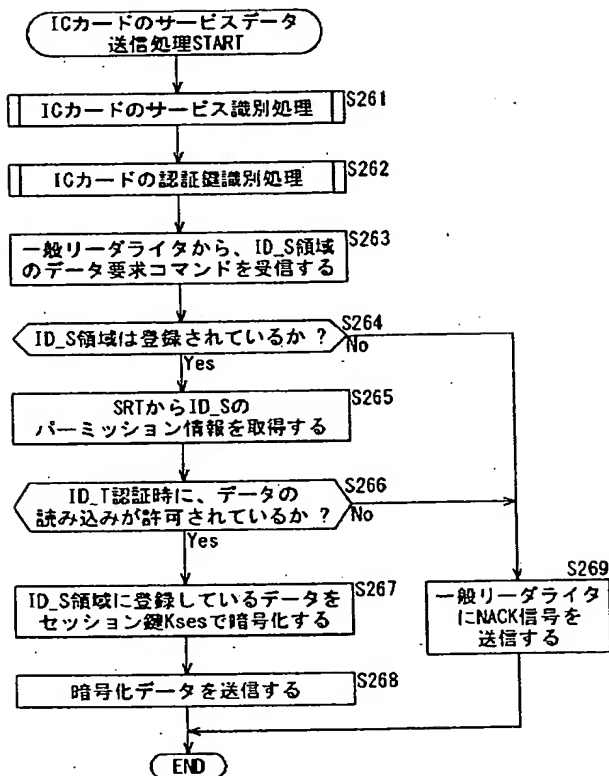 ICカードのサービスデータ
送信処理START
ICカードのサービス識別処理
S261
ICカードの認証鍵識別処理
S262
一般リーダライタから、ID_S領域
のデータ要求コマンドを受信する
S263
ID_S領域は登録されているか ?
S264
No
Yes
SRTからID_Sの
パーミッション情報を取得する
S265
ID_T認証時に、データの
読み込みが許可されているか ?
S266
No
Yes
ID_S領域に登録しているデータを
セッション鍵Ksesで暗号化する
S267
S269
一般リーダライタ
にNACK信号を
送信する
暗号化データを送信する
S268
END